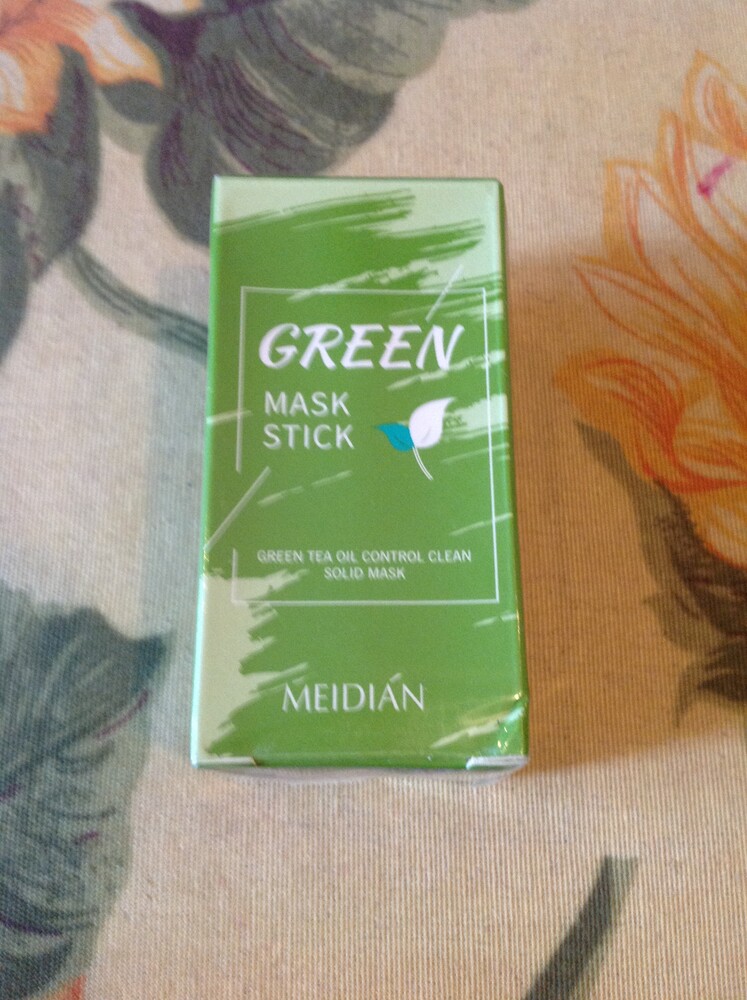 GREEN
MASK
STICK
GREEN TEA OIL CONTROL CLEAN
SOLID MASK
MEIDIAN